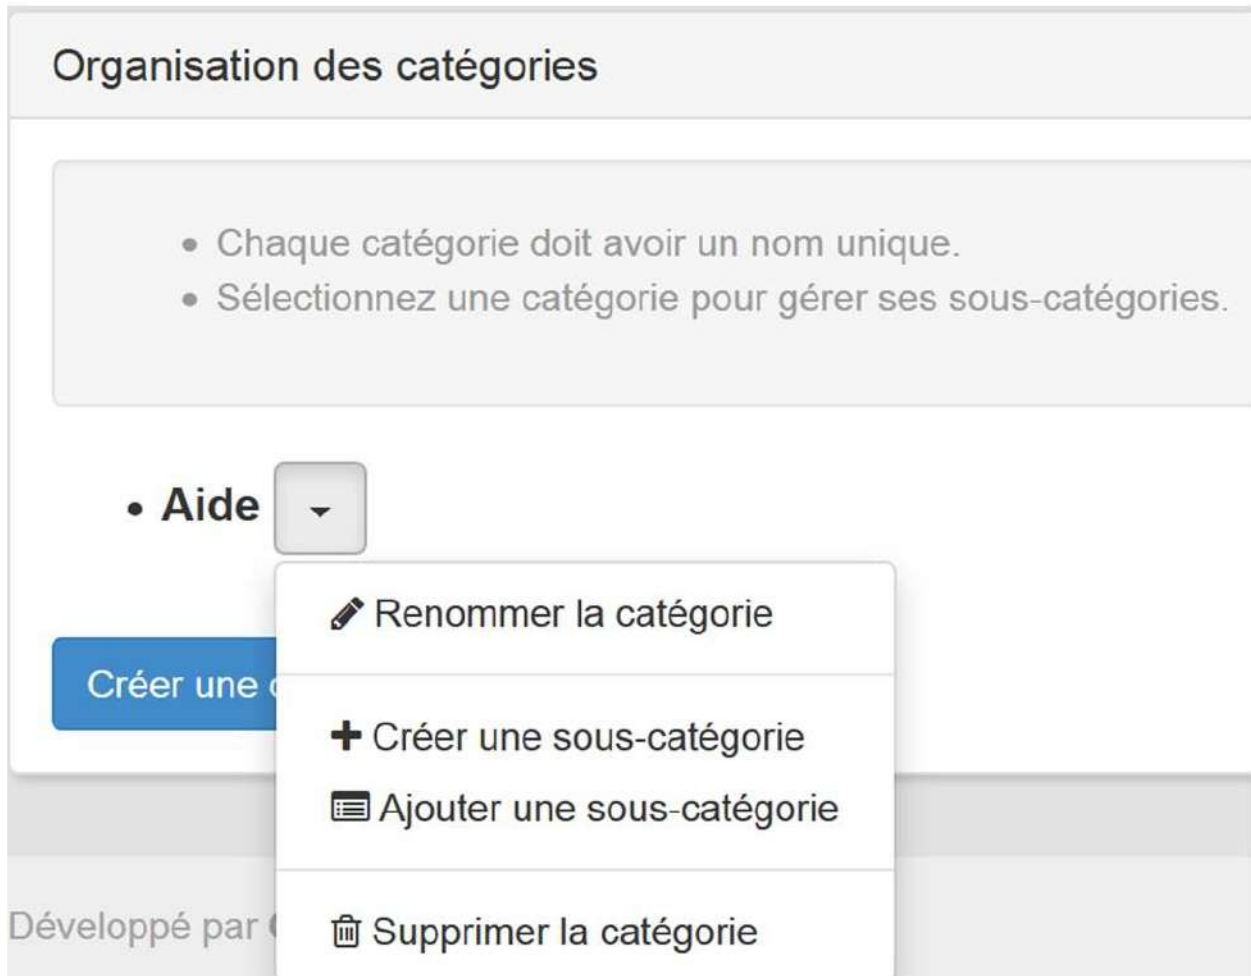 Organisation des catégories
• Chaque catégorie doit avoir un nom unique.
• Sélectionnez une catégorie pour gérer ses sous-catégories.
• Aide
Renommer la catégorie
Créer une
Créer une sous-catégorie
Ajouter une sous-catégorie
Développé par
Supprimer la catégorie